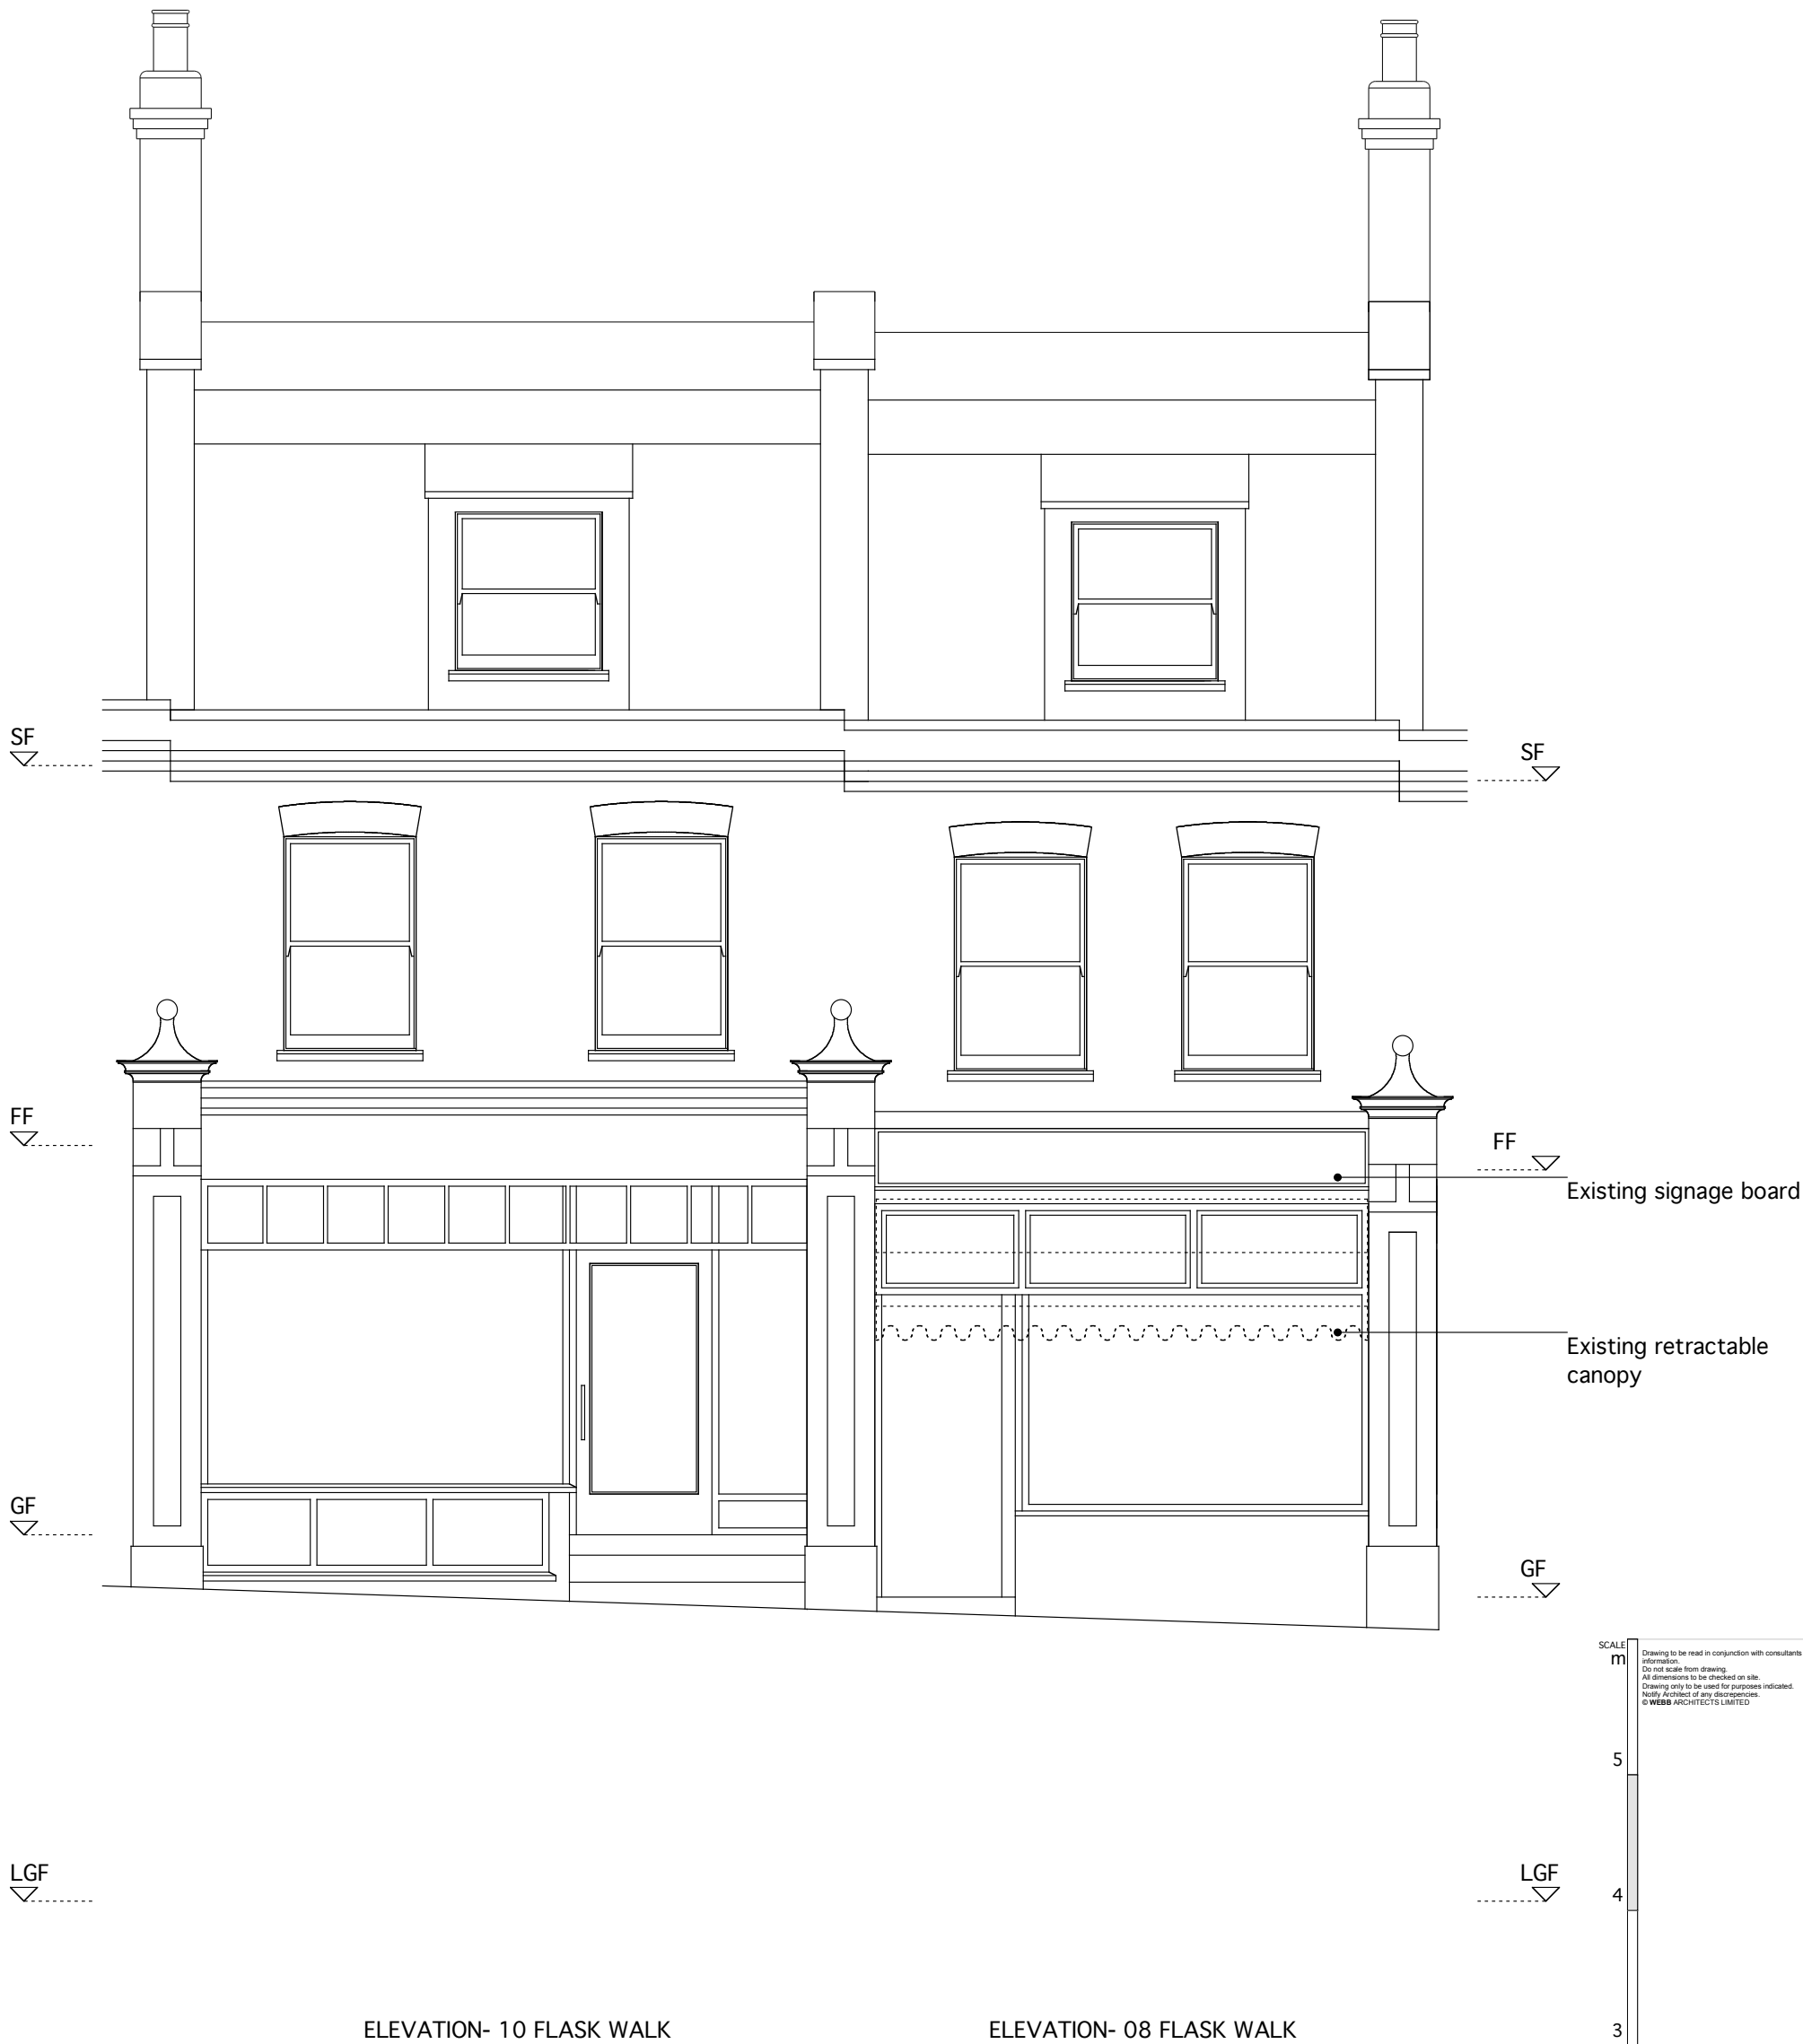 SF
SF
FF
FF
Existing signage board
Existing retractable
canopy
GF
GF
SCALE
m
Drawing to be read in conjunction with consultants
information.
Do not scale from drawing.
All dimensions to be checked on site.
Drawing only to be used for purposes indicated.
Notify Architect of any discrepencies.
© WEBB ARCHITECTS LIMITED
5
LGF
LGF
4
ELEVATION- 10 FLASK WALK
ELEVATION- 08 FLASK WALK
3